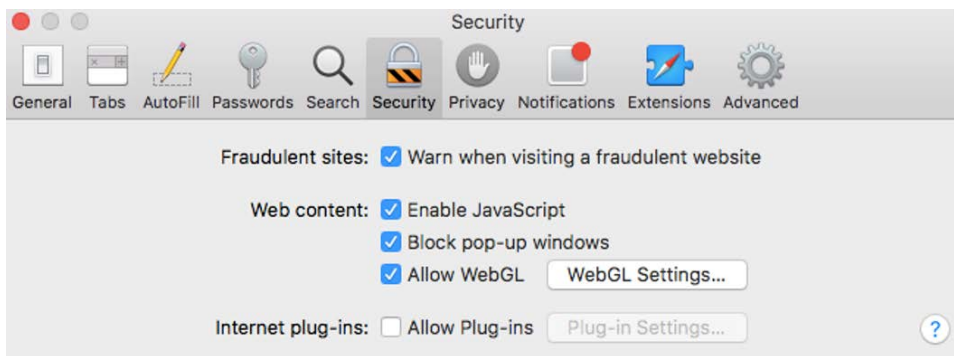 Security
General Tabs AutoFill Passwords Search Security Privacy Notifications Extensions Advanced
Fraudulent sites: Warn when visiting a fraudulent website
Web content: Enable JavaScript
Block pop-up windows
Allow WebGL WebGL Settings...
Internet plug-ins: Allow Plug-ins Plug-in Settings... ?